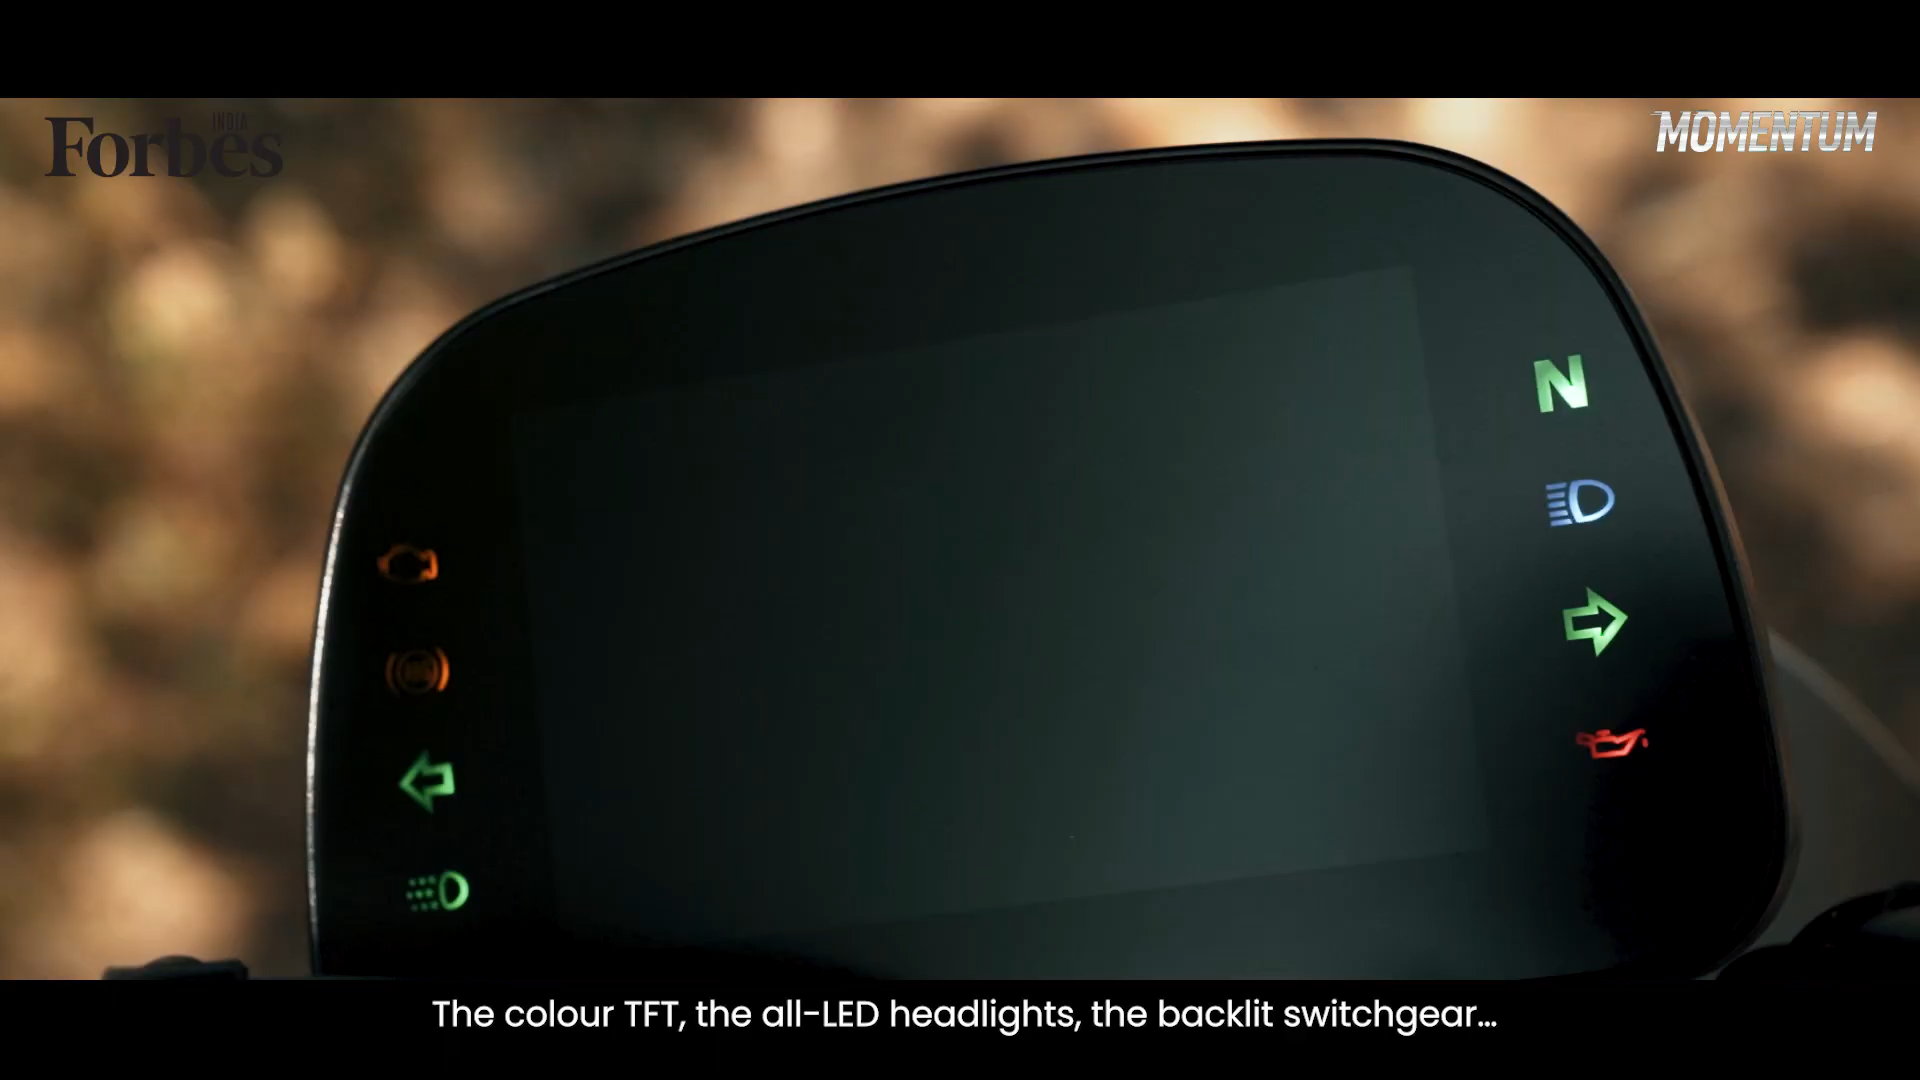 INDIA
Forbes
MOMENTUM
N
The colour TFT, the all-LED headlights, the backlit switchgear...